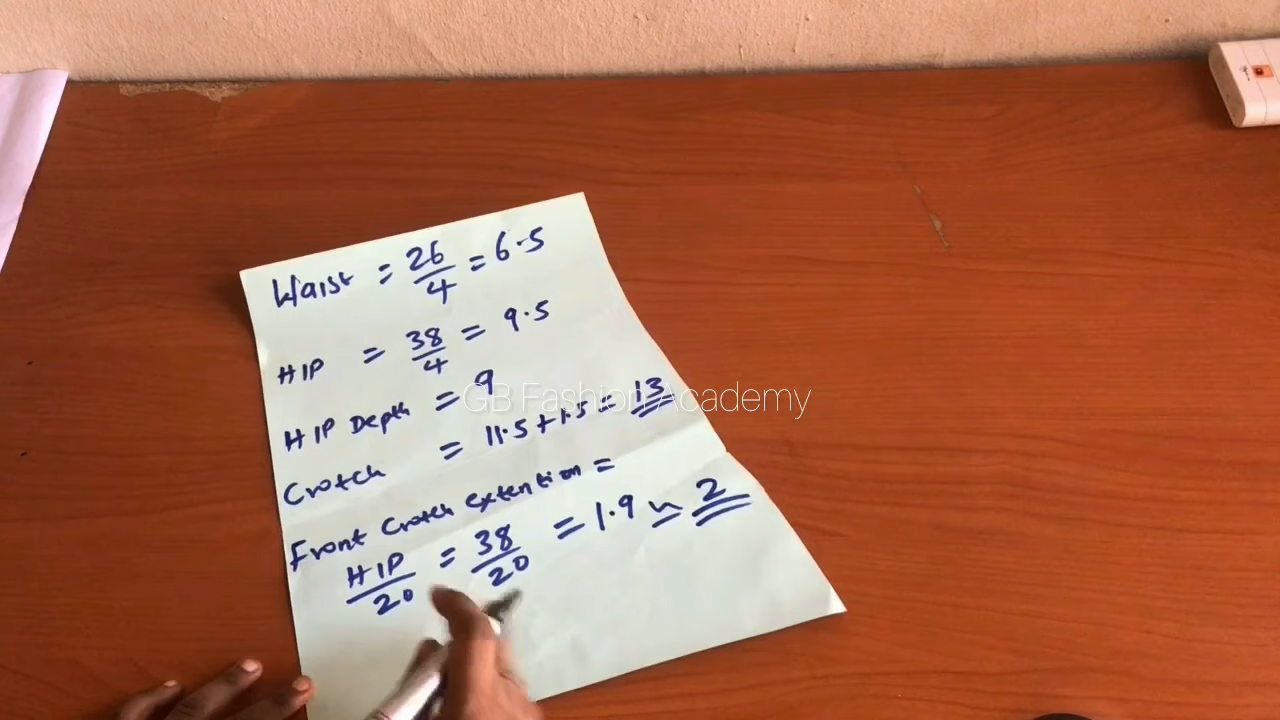 Waist = 26/4 = 6.5
HIP = 38/4 = 9.5
HIP Depth = 9
GB Fashion Academy
Crotch = 11.5 + 1.5 = 13
Front Crotch extention =
HIP/20 = 38/20 = 1.9 ≃ 2